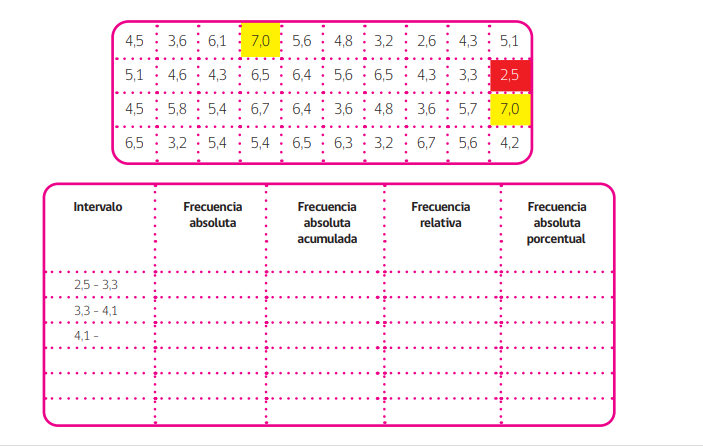 4,5 3,6 6,1 7,0 5,6 4,8 3,2 2,6 4,3 5,1
5,1 4,6 4,3 6,5 6,4 5,6 6,5 4,3 3,3 2,5
4,5 5,8 5,4 6,7 6,4 3,6 4,8 3,6 5,7 7,0
6,5 3,2 5,4 5,4 6,5 6,3 3,2 6,7 5,6 4,2
Intervalo
Frecuencia
absoluta
Frecuencia
absoluta
acumulada
Frecuencia
relativa
Frecuencia
absoluta
porcentual
2,5 - 3,3
3,3 - 4,1
4,1 -